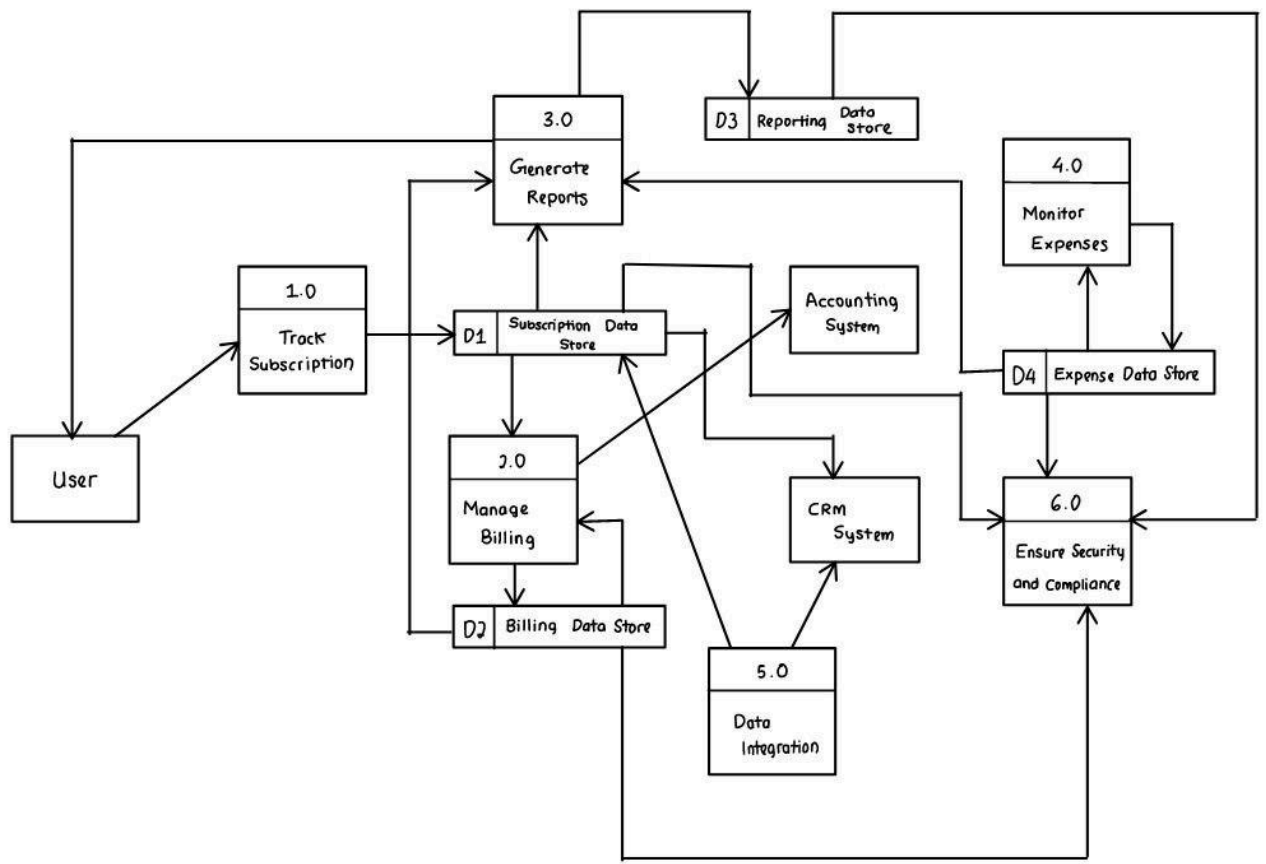 3.0
Generate
Reports
D3
Reporting Data
store
4.0
Monitor
Expenses
1.0
Track
Subscription
D1
Subscription Data
Store
Accounting
System
D4
Expense Data Store
User
2.0
Manage
Billing
CRM
System
6.0
Ensure Security
and Compliance
D2
Billing Data Store
5.0
Data
Integration